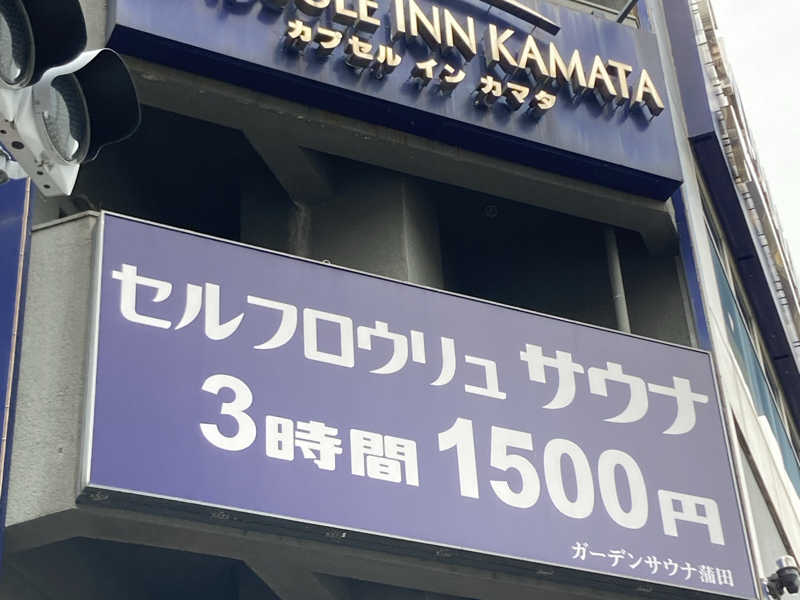 INN KAMATA
カプセル イン カマタ
セルフロウリュ サウナ
3時間 1500円
ガーデンサウナ蒲田